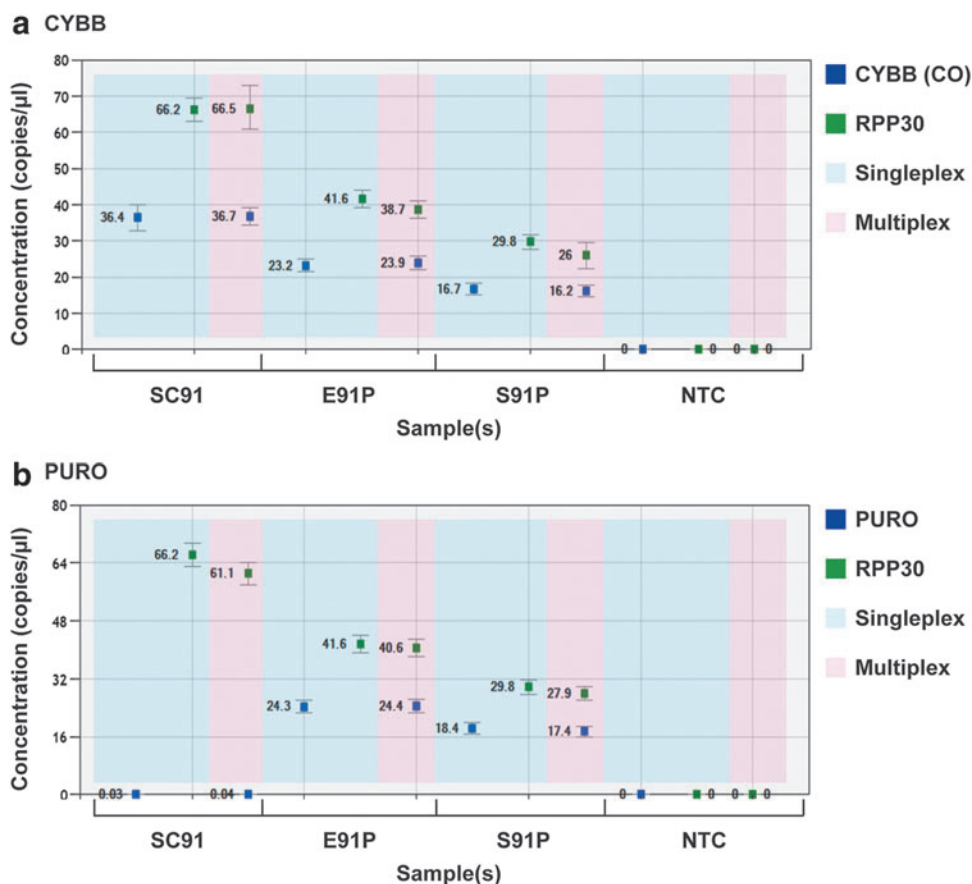 a CYBB
Concentration (copies/µl)
80
70
60
50
40
30
20
10
0
66.2
66.5
36.4
36.7
41.6
38.7
23.2
23.9
29.8
26
16.7
16.2
0
0
0
0
SC91
E91P
S91P
NTC
Sample(s)
CYBB (CO)
RPP30
Singleplex
Multiplex
b PURO
Concentration (copies/µl)
80
64
48
32
16
0
66.2
61.1
0.03
0.04
41.6
40.6
24.3
24.4
29.8
27.9
18.4
17.4
0
0
0
0
SC91
E91P
S91P
NTC
Sample(s)
PURO
RPP30
Singleplex
Multiplex